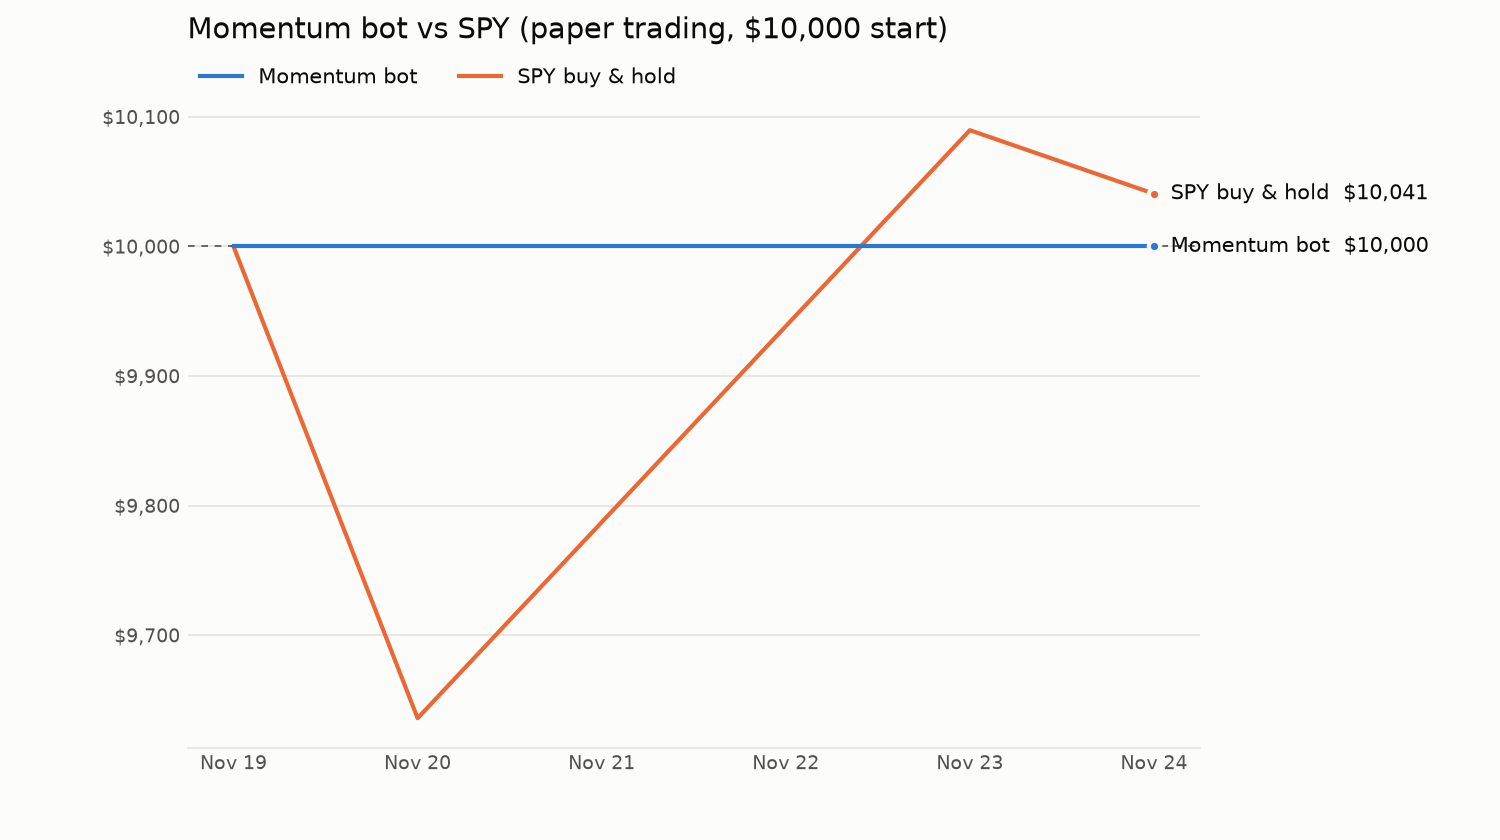 Momentum bot vs SPY (paper trading, $10,000 start)
Momentum bot SPY buy & hold
$10,100
SPY buy & hold $10,041
$10,000
Momentum bot $10,000
$9,900
$9,800
$9,700
Nov 19 Nov 20 Nov 21 Nov 22 Nov 23 Nov 24